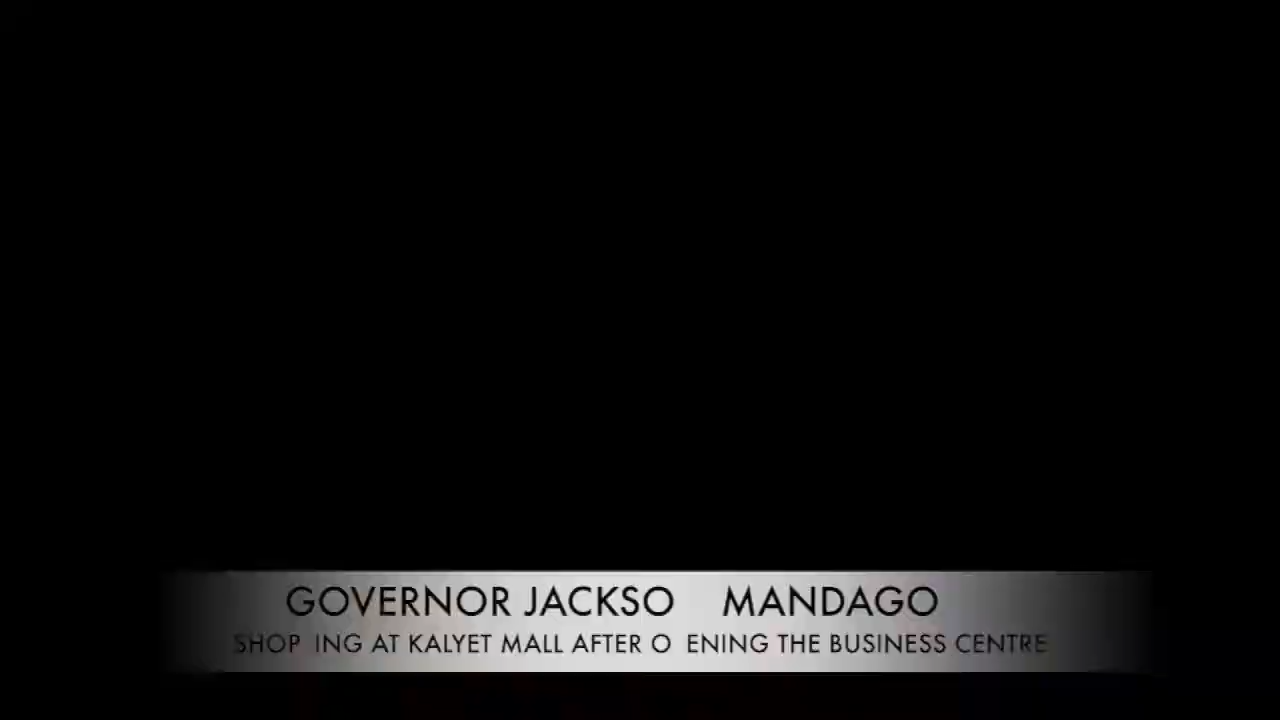 GOVERNOR JACKSO MANDAGO
SHOP ING AT KALYET MALL AFTER O ENING THE BUSINESS CENTRE